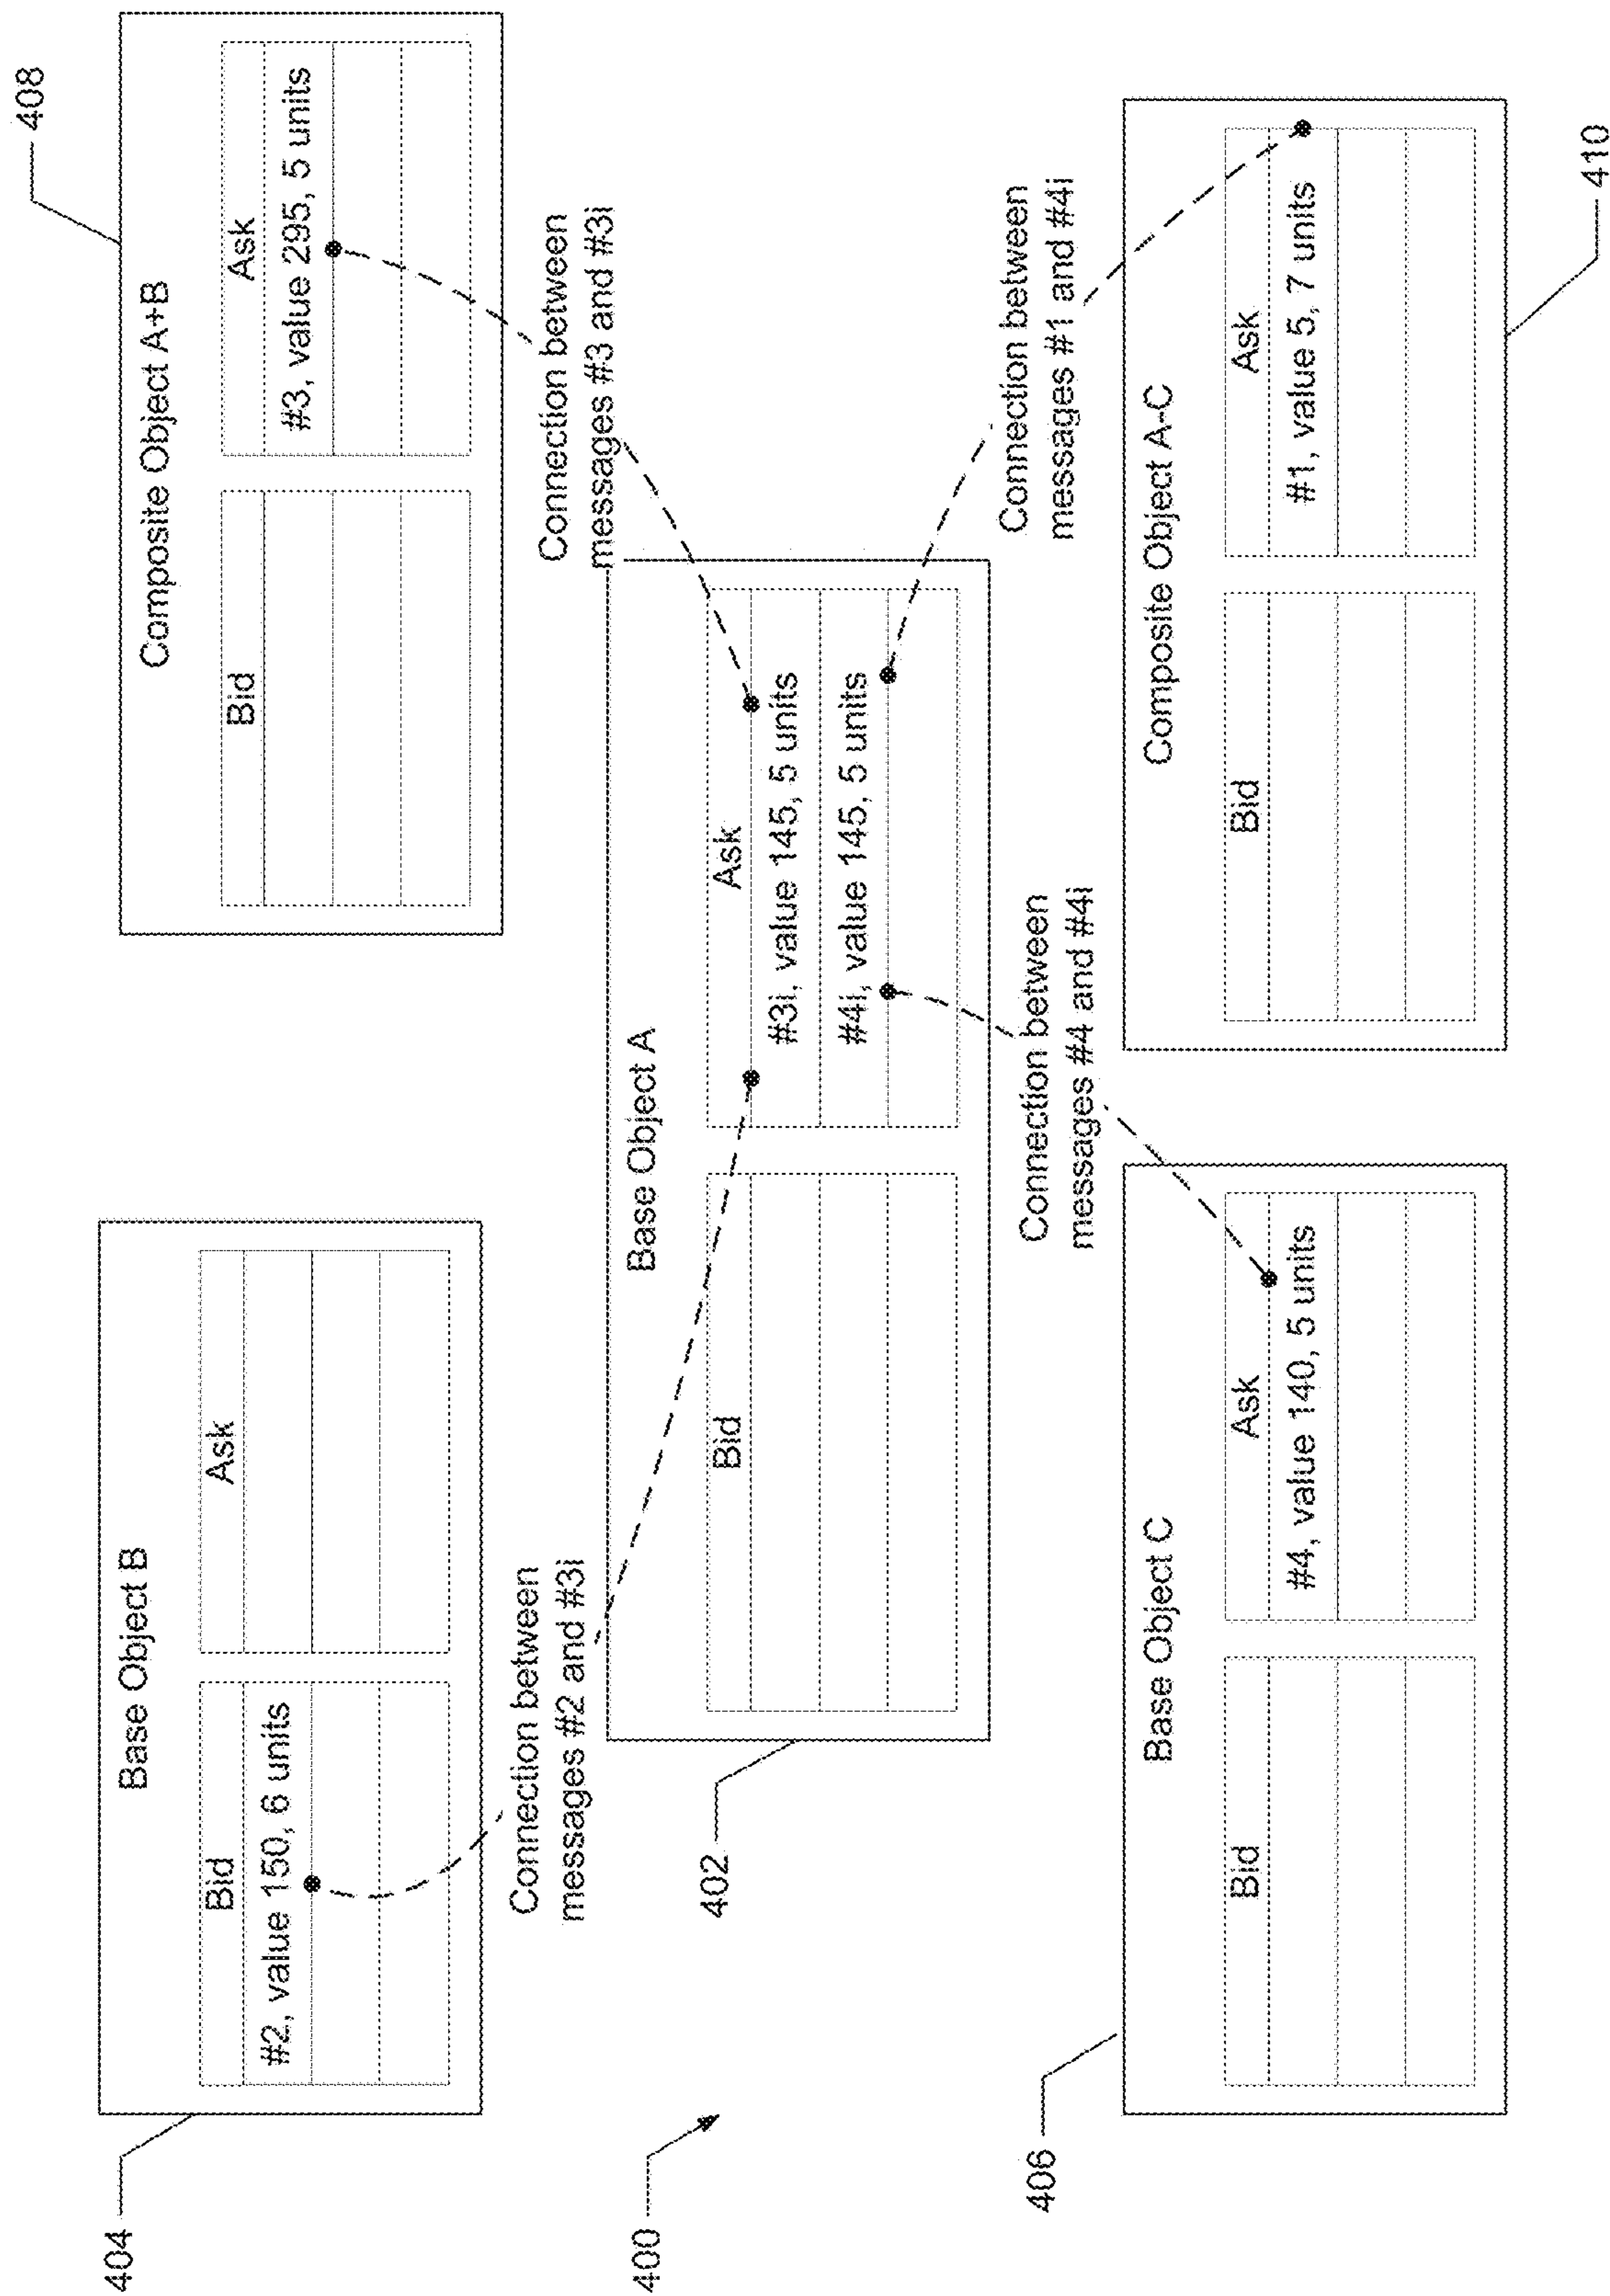 404
Base Object B
Bid
Ask
#2, value 150, 6 units
408
Composite Object A+B
Bid
Ask
#3, value 295, 5 units
Connection between
messages #2 and #3i
Connection between
messages #3 and #3i
400
402
Base Object A
Bid
Ask
#3i, value 145, 5 units
#4i, value 145, 5 units
Connection between
messages #4 and #4i
Connection between
messages #1 and #4i
406
Base Object C
Bid
Ask
#4, value 140, 5 units
Composite Object A-C
Bid
Ask
#1, value 5, 7 units
410